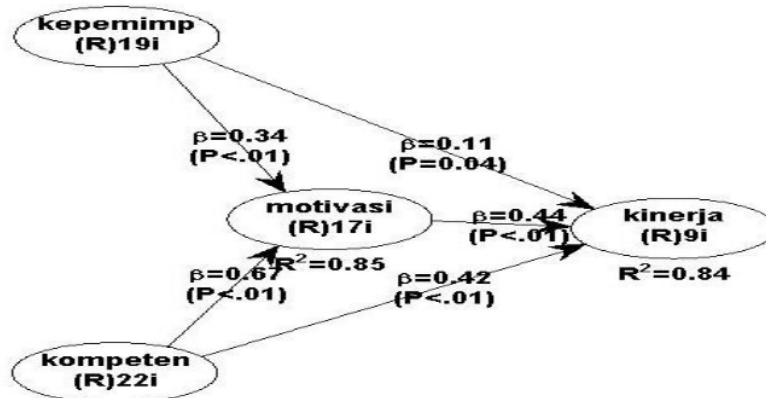 kepemimp
(R)19i
β=0.34
(P<.01)
β=0.11
(P=0.04)
motivasi
(R)17i
R²=0.85
β=0.44
(P<.01)
kinerja
(R)9i
R²=0.84
β=0.67
(P<.01)
β=0.42
(P<.01)
kompeten
(R)22i